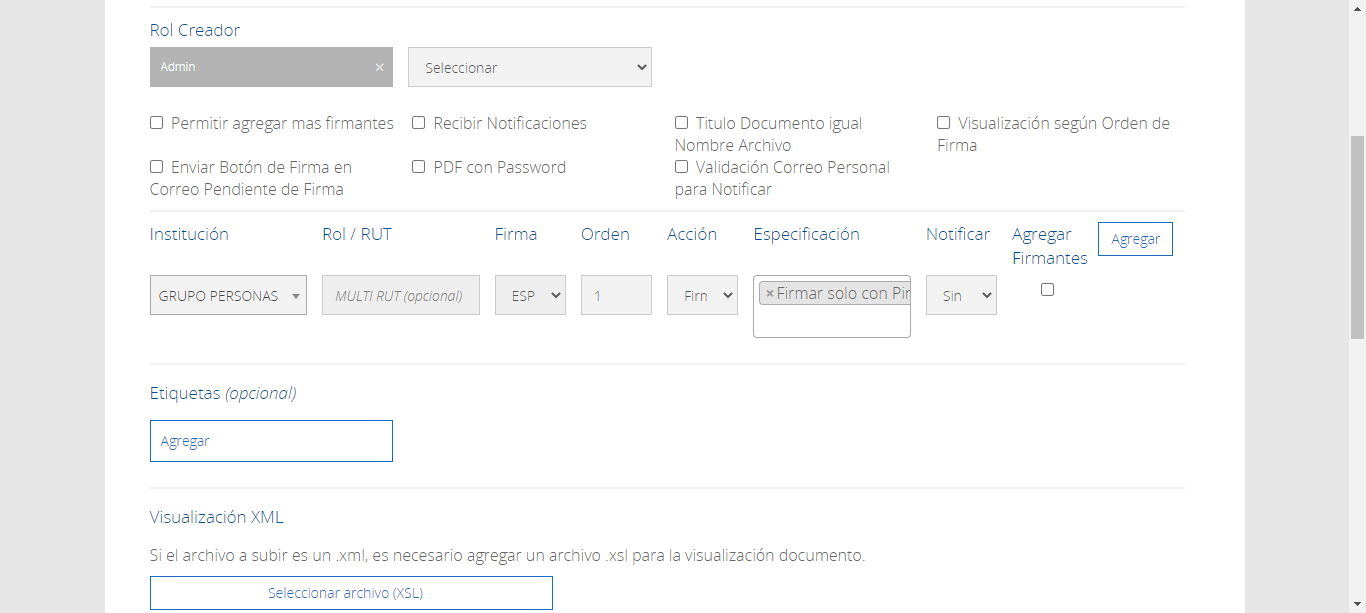 Rol Creador
Admin × Seleccionar
Permitir agregar mas firmantes Recibir Notificaciones Titulo Documento igual Nombre Archivo Visualización según Orden de Firma
Enviar Botón de Firma en Correo Pendiente de Firma PDF con Password Validación Correo Personal para Notificar
Institución Rol / RUT Firma Orden Acción Especificación Notificar Agregar Firmantes Agregar
GRUPO PERSONAS MULTI RUT (opcional) ESP 1 Firn × Firmar solo con Pin Sin
Etiquetas (opcional)
Agregar
Visualización XML
Si el archivo a subir es un .xml, es necesario agregar un archivo .xsl para la visualización documento.
Seleccionar archivo (XSL)